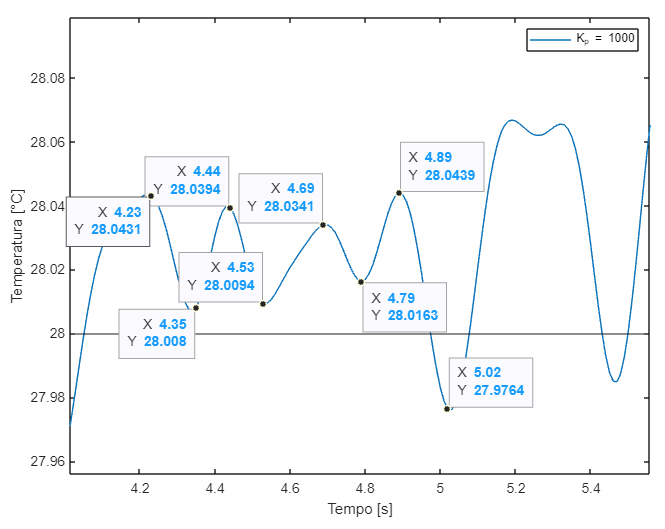 K_p = 1000
28.08
28.06
28.04
28.02
28
27.98
27.96
Temperatura [°C]
X 4.23
Y 28.0431
X 4.44
Y 28.0394
X 4.69
Y 28.0341
X 4.89
Y 28.0439
X 4.53
Y 28.0094
X 4.35
Y 28.008
X 4.79
Y 28.0163
X 5.02
Y 27.9764
4.2 4.4 4.6 4.8 5 5.2 5.4
Tempo [s]